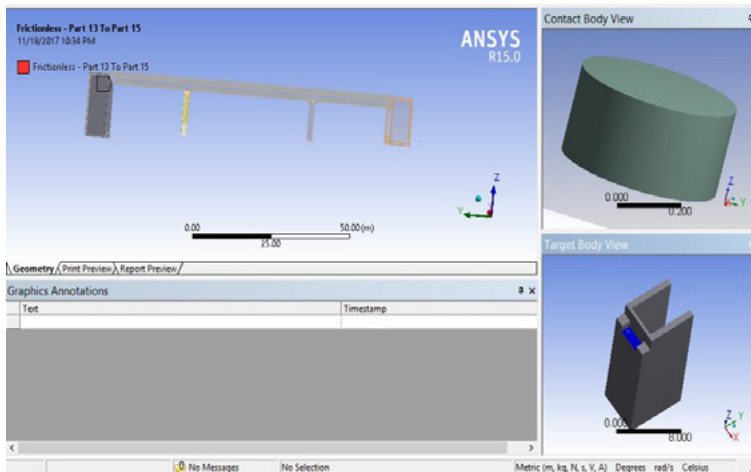 Frictionless - Part 13 To Part 15
11/18/2017 10:34 PM
Frictionless - Part 13 To Part 15
ANSYS
R15.0
Z
Y
0.00
50.00 (m)
25.00
Geometry / Print Preview / Report Preview /
Graphics Annotations
Text Timestamp
Contact Body View
0.000
0.200
Z
X Y
Target Body View
0.000
8.000
Z
Y
X
No Messages No Selection Metric (m, kg, N, s, V, A) Degrees rad/s Celsius